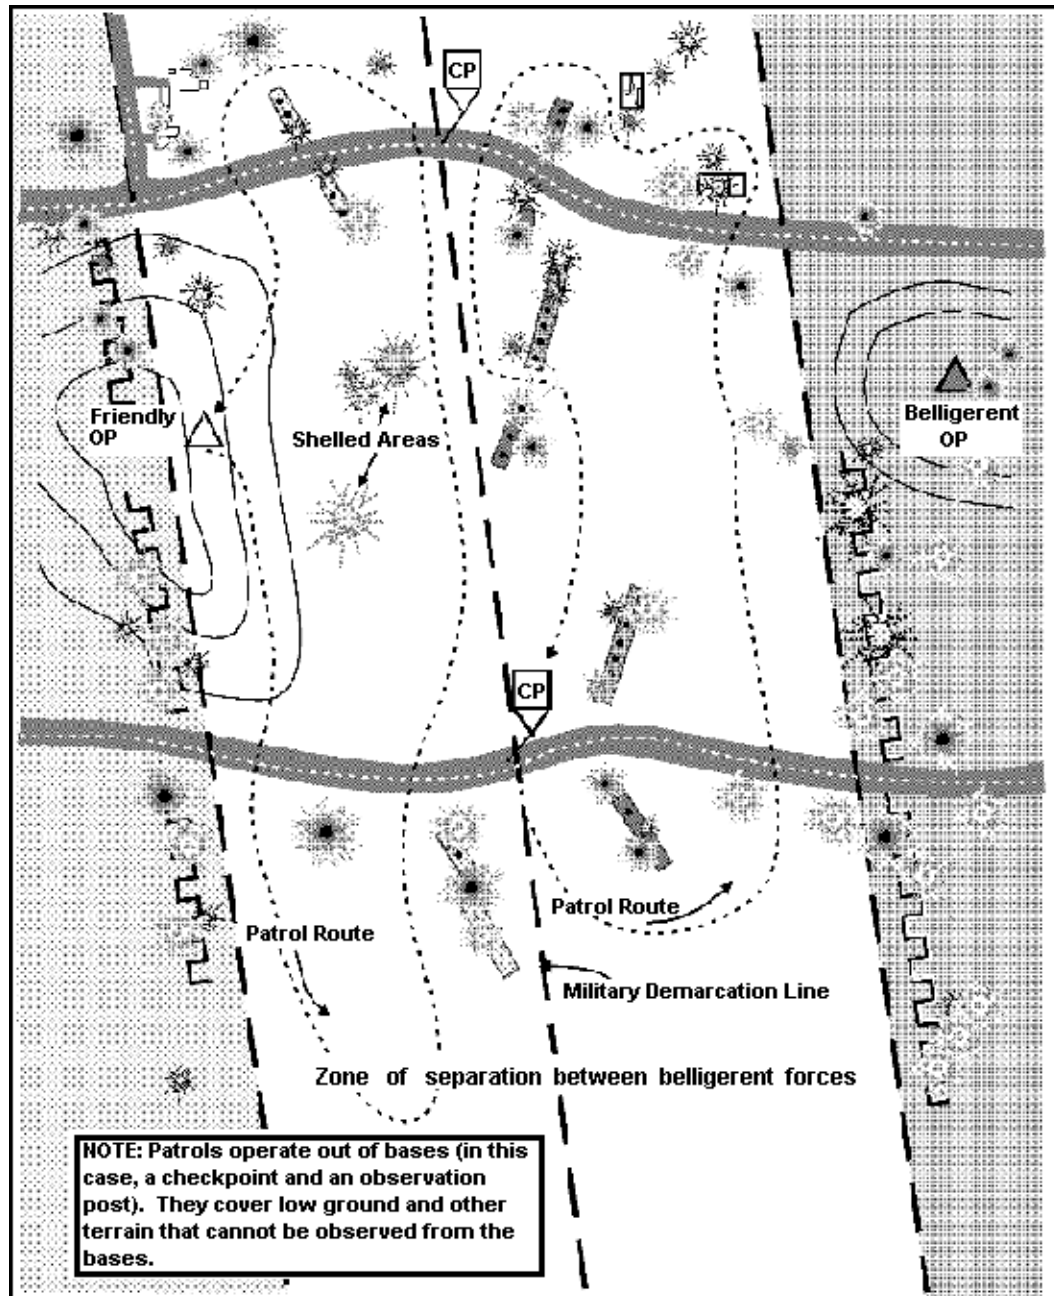 CP
Friendly
OP
Shelled Areas
Belligerent
OP
CP
Patrol Route
Patrol Route
Military Demarcation Line
Zone of separation between belligerent forces
NOTE: Patrols operate out of bases (in this
case, a checkpoint and an observation
post). They cover low ground and other
terrain that cannot be observed from the
bases.